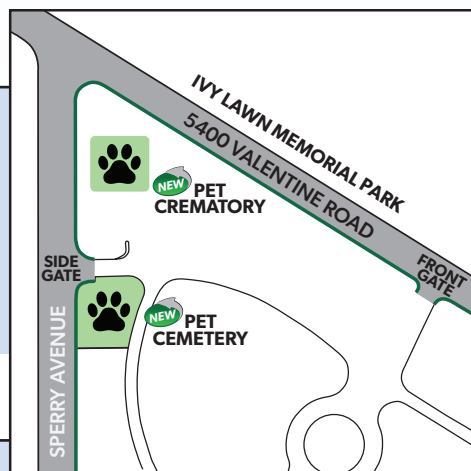 IVY LAWN MEMORIAL PARK
5400 VALENTINE ROAD
NEW
PET
CREMATORY
SIDE
GATE
FRONT
GATE
NEW
PET
CEMETERY
SPERRY AVENUE